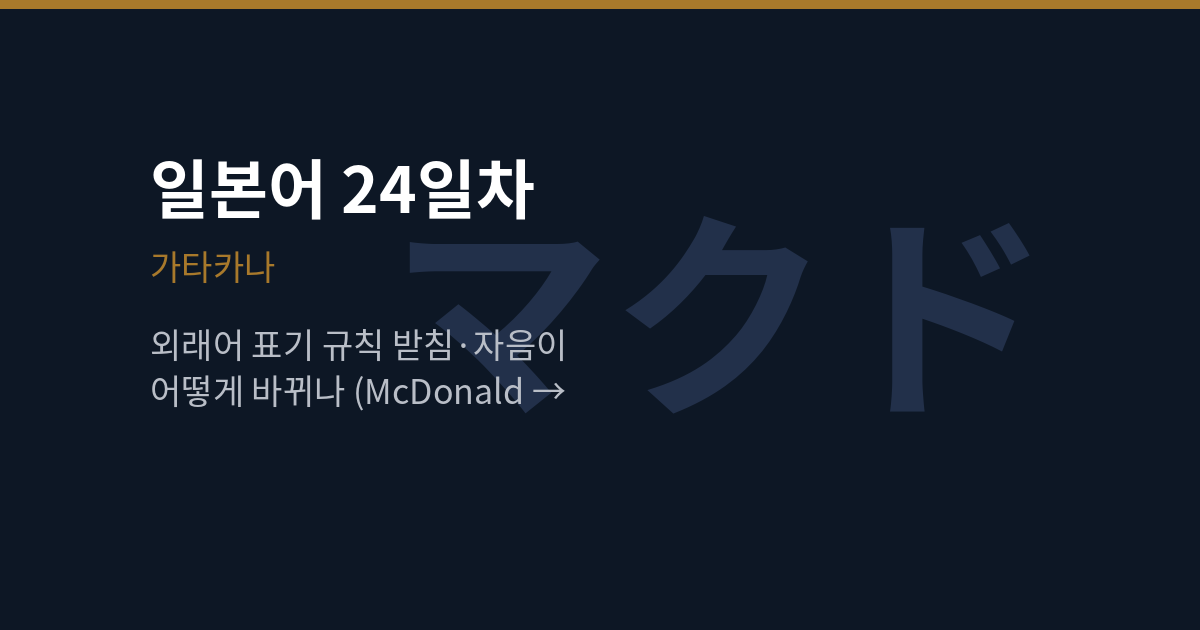 일본어 24일차
가타카나
외래어 표기 규칙 받침·자음이
어떻게 바뀌나 (McDonald →
マクド